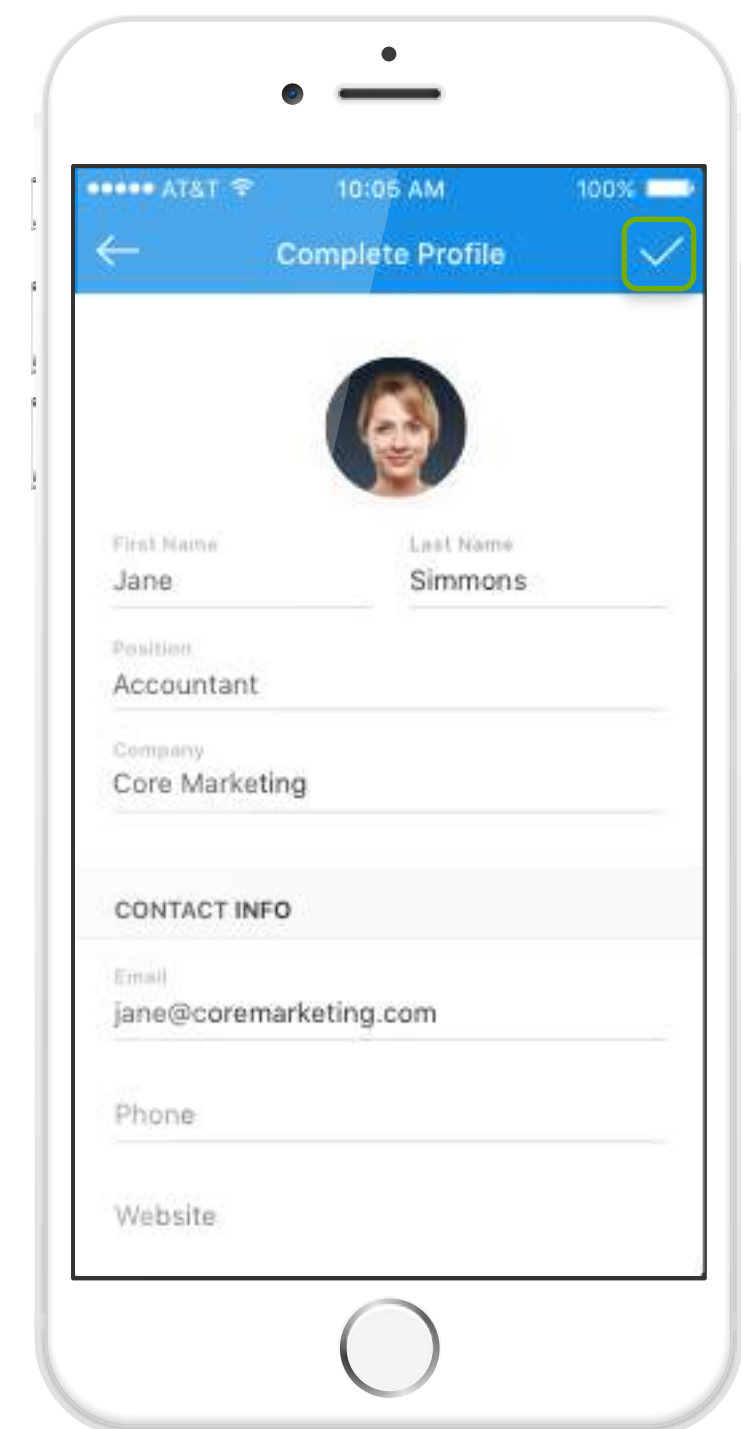 AT&T 10:05 AM 100%
Complete Profile
First Name Last Name
Jane Simmons
Position
Accountant
Company
Core Marketing
CONTACT INFO
Email
jane@coremarketing.com
Phone
Website